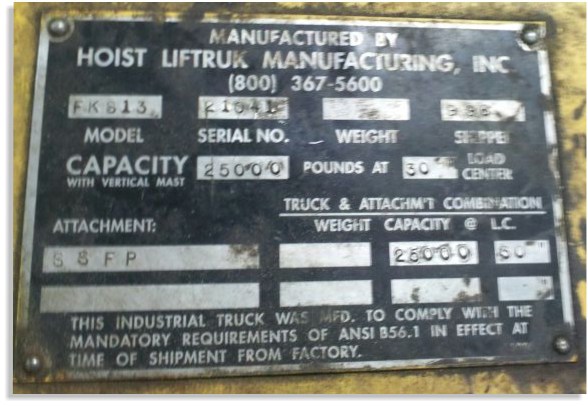 MANUFACTURED BY
HOIST LIFTRUK MANUFACTURING, INC
(800) 367-5600
MODEL SERIAL NO. WEIGHT SHIPPED
CAPACITY 25000 POUNDS AT 30" LOAD CENTER
WITH VERTICAL MAST
TRUCK & ATTACHM'T COMBINATION
ATTACHMENT: WEIGHT CAPACITY @ L.C.
SSFP 25000
THIS INDUSTRIAL TRUCK WAS MFD. TO COMPLY WITH THE
MANDATORY REQUIREMENTS OF ANSI B56.1 IN EFFECT AT
TIME OF SHIPMENT FROM FACTORY.